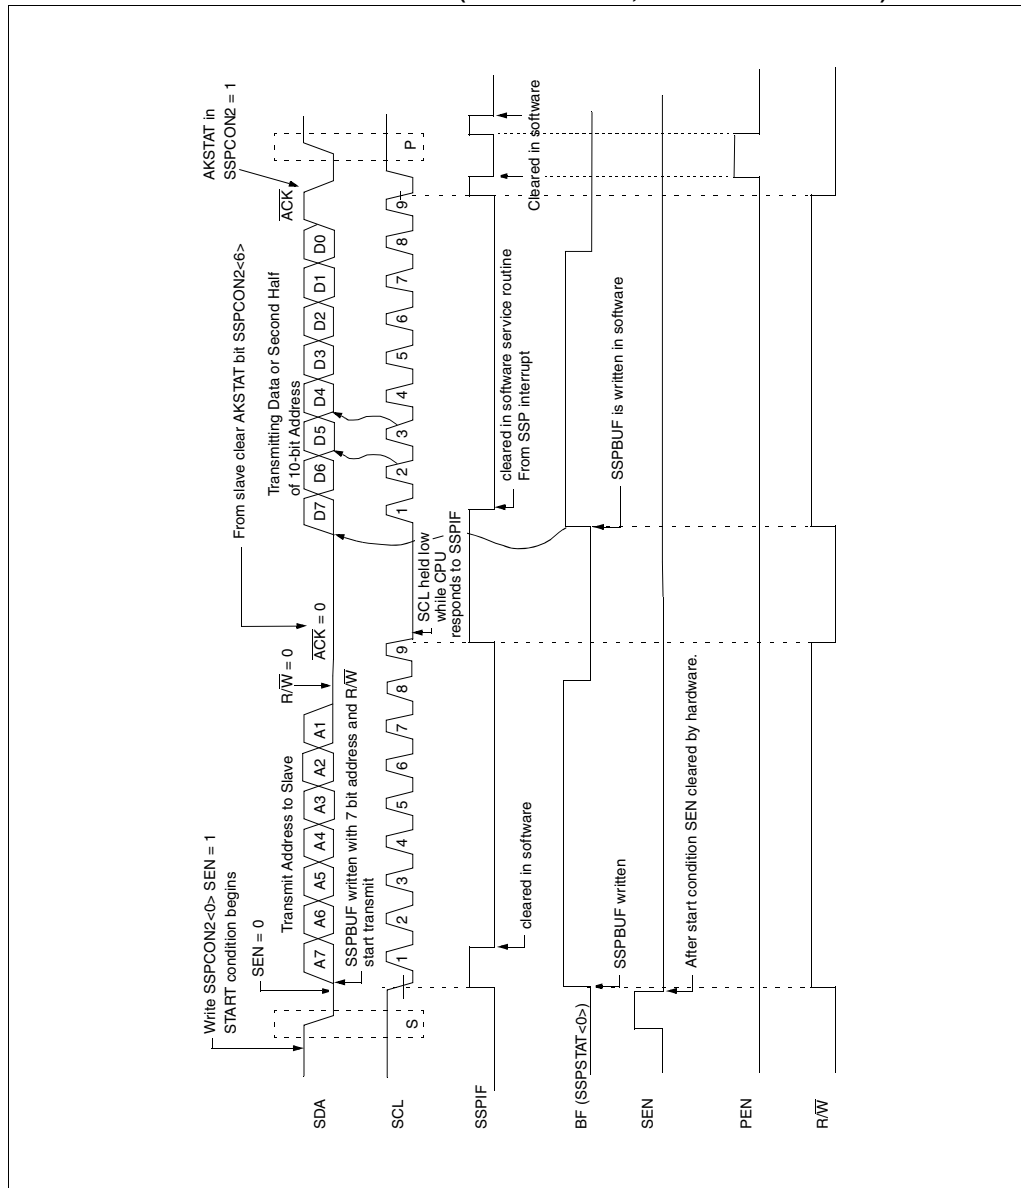 Write SSPCON2<0> SEN = 1
START condition begins
SEN = 0
Transmit Address to Slave
R/W = 0
From slave clear AKSTAT bit SSPCON2<6>
ACK = 0
Transmitting Data or Second Half
of 10-bit Address
AKSTAT in
SSPCON2 = 1
ACK
SDA
A7 A6 A5 A4 A3 A2 A1
D7 D6 D5 D4 D3 D2 D1 D0
SSPBUF written with 7 bit address and R/W
start transmit
SCL
S
1 2 3 4 5 6 7 8 9
1 2 3 4 5 6 7 8 9
P
SCL held low
while CPU
responds to SSPIF
SSPIF
cleared in software
cleared in software service routine
From SSP interrupt
Cleared in software
BF (SSPSTAT<0>)
SSPBUF written
SSPBUF is written in software
SEN
After start condition SEN cleared by hardware.
PEN
R/W